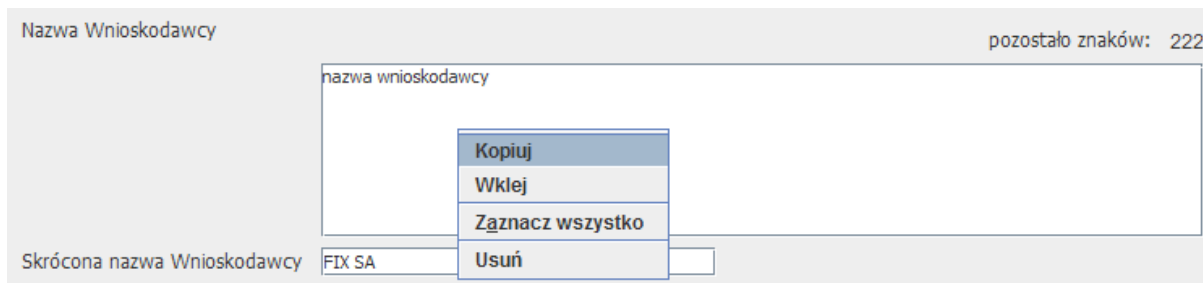 Nazwa Wnioskodawcy
pozostało znaków: 222
nazwa wnioskodawcy
Kopiuj
Wklej
Zaznacz wszystko
Usuń
Skrócona nazwa Wnioskodawcy FIX SA